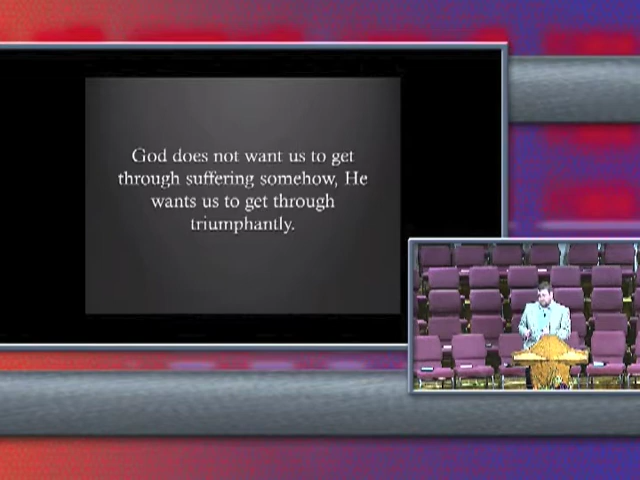 God does not want us to get
through suffering somehow, He
wants us to get through
triumphantly.